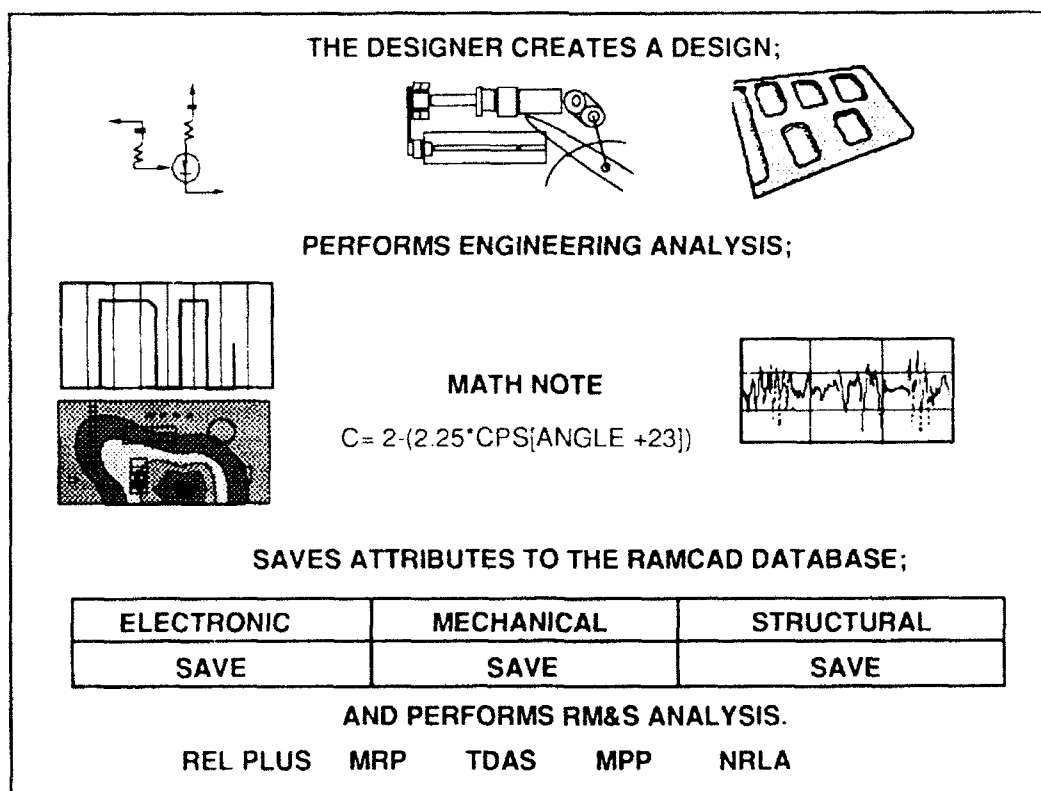 THE DESIGNER CREATES A DESIGN;
PERFORMS ENGINEERING ANALYSIS;
MATH NOTE
C= 2-(2.25*CPS[ANGLE +23])
SAVES ATTRIBUTES TO THE RAMCAD DATABASE;
ELECTRONIC MECHANICAL STRUCTURAL
SAVE SAVE SAVE
AND PERFORMS RM&S ANALYSIS.
REL PLUS MRP TDAS MPP NRLA